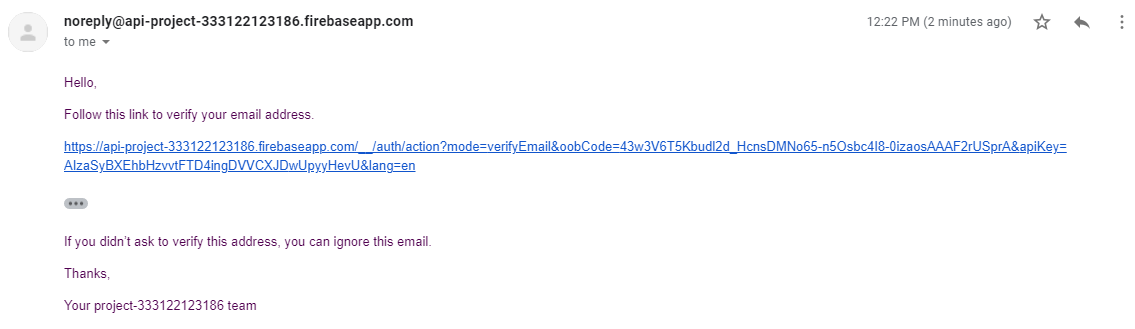 noreply@api-project-333122123186.firebaseapp.com
12:22 PM (2 minutes ago)
to me
Hello,
Follow this link to verify your email address.
https://api-project-333122123186.firebaseapp.com/__/auth/action?mode=verifyEmail&oobCode=43w3V6T5Kbudl2d_HcnsDMNo65-n5Osbc4I8-0izaosAAAF2rUSprA&apiKey=
AIzaSyBXEhbHzvvtFTD4ingDVVCXJDwUpyyHevU&lang=en
If you didn’t ask to verify this address, you can ignore this email.
Thanks,
Your project-333122123186 team